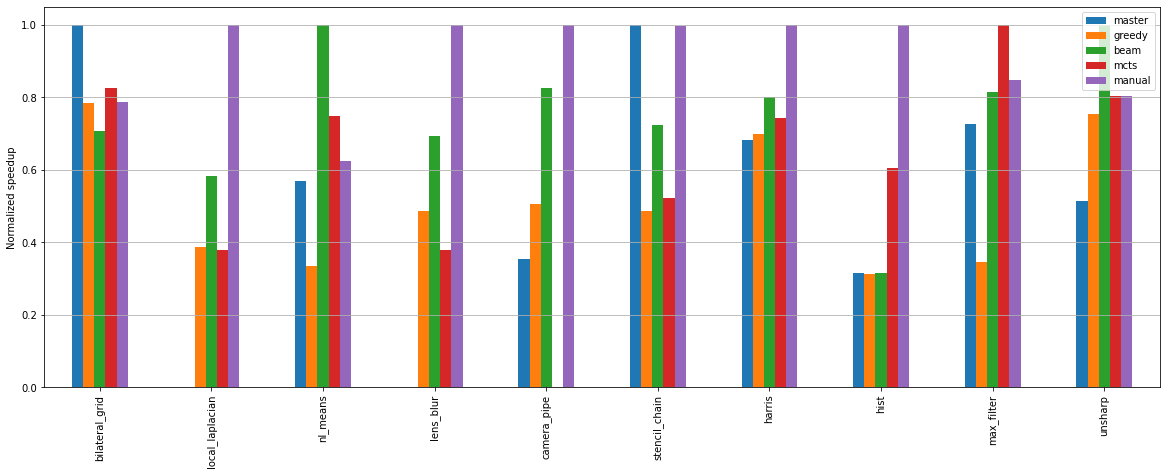 master
greedy
beam
mcts
manual
Normalized speedup
1.0
0.8
0.6
0.4
0.2
0.0
bilateral_grid
local_laplacian
nl_means
lens_blur
camera_pipe
stencil_chain
harris
hist
max_filter
unsharp